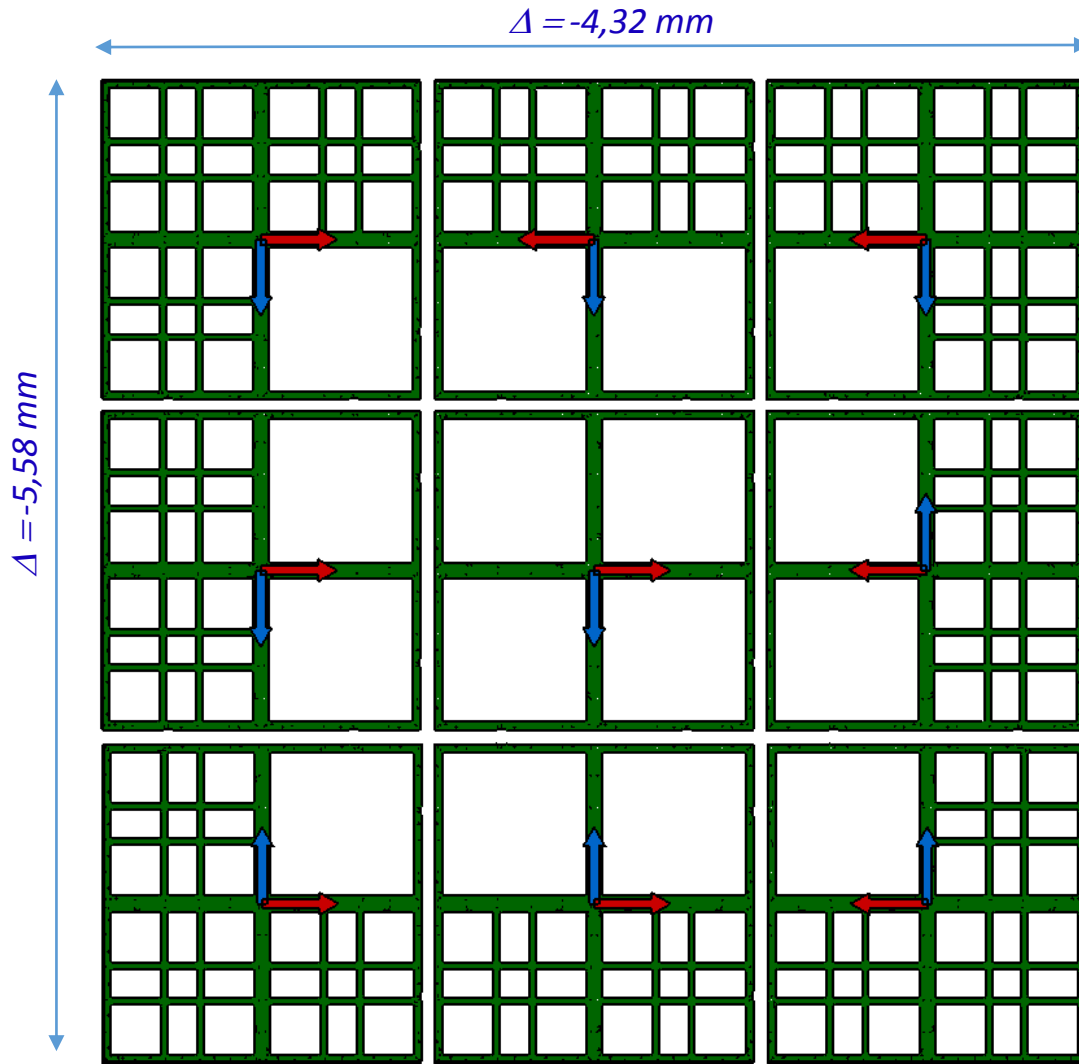 Δ = -4,32 mm
Δ = -5,58 mm